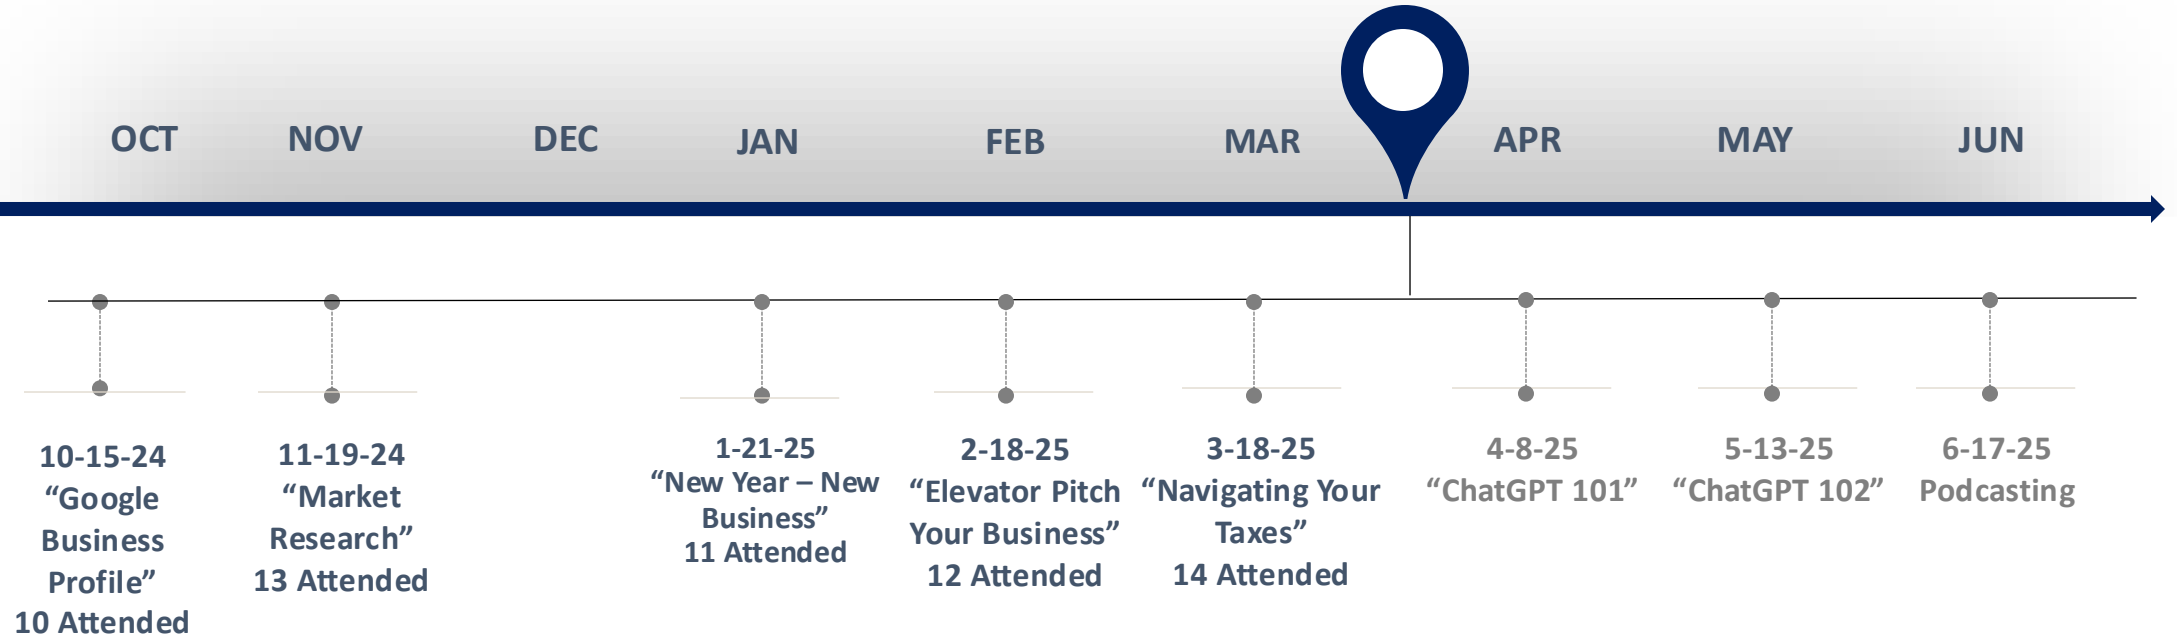 OCT
NOV
DEC
JAN
FEB
MAR
APR
MAY
JUN
10-15-24
“Google
Business
Profile”
10 Attended
11-19-24
“Market
Research”
13 Attended
1-21-25
“New Year – New
Business”
11 Attended
2-18-25
“Elevator Pitch
Your Business”
12 Attended
3-18-25
“Navigating Your
Taxes”
14 Attended
4-8-25
“ChatGPT 101”
5-13-25
“ChatGPT 102”
6-17-25
Podcasting